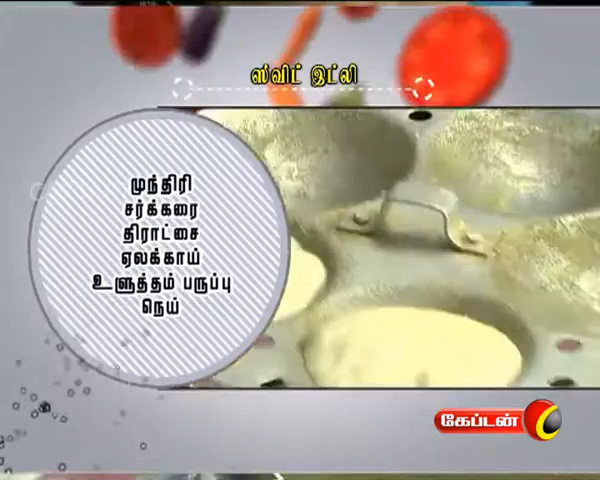 ஸ்விட் இட்லி
முந்திரி
சர்க்கரை
திராட்சை
ஏலக்காய்
உளுத்தம் பருப்பு
நெய்
கேப்டன்